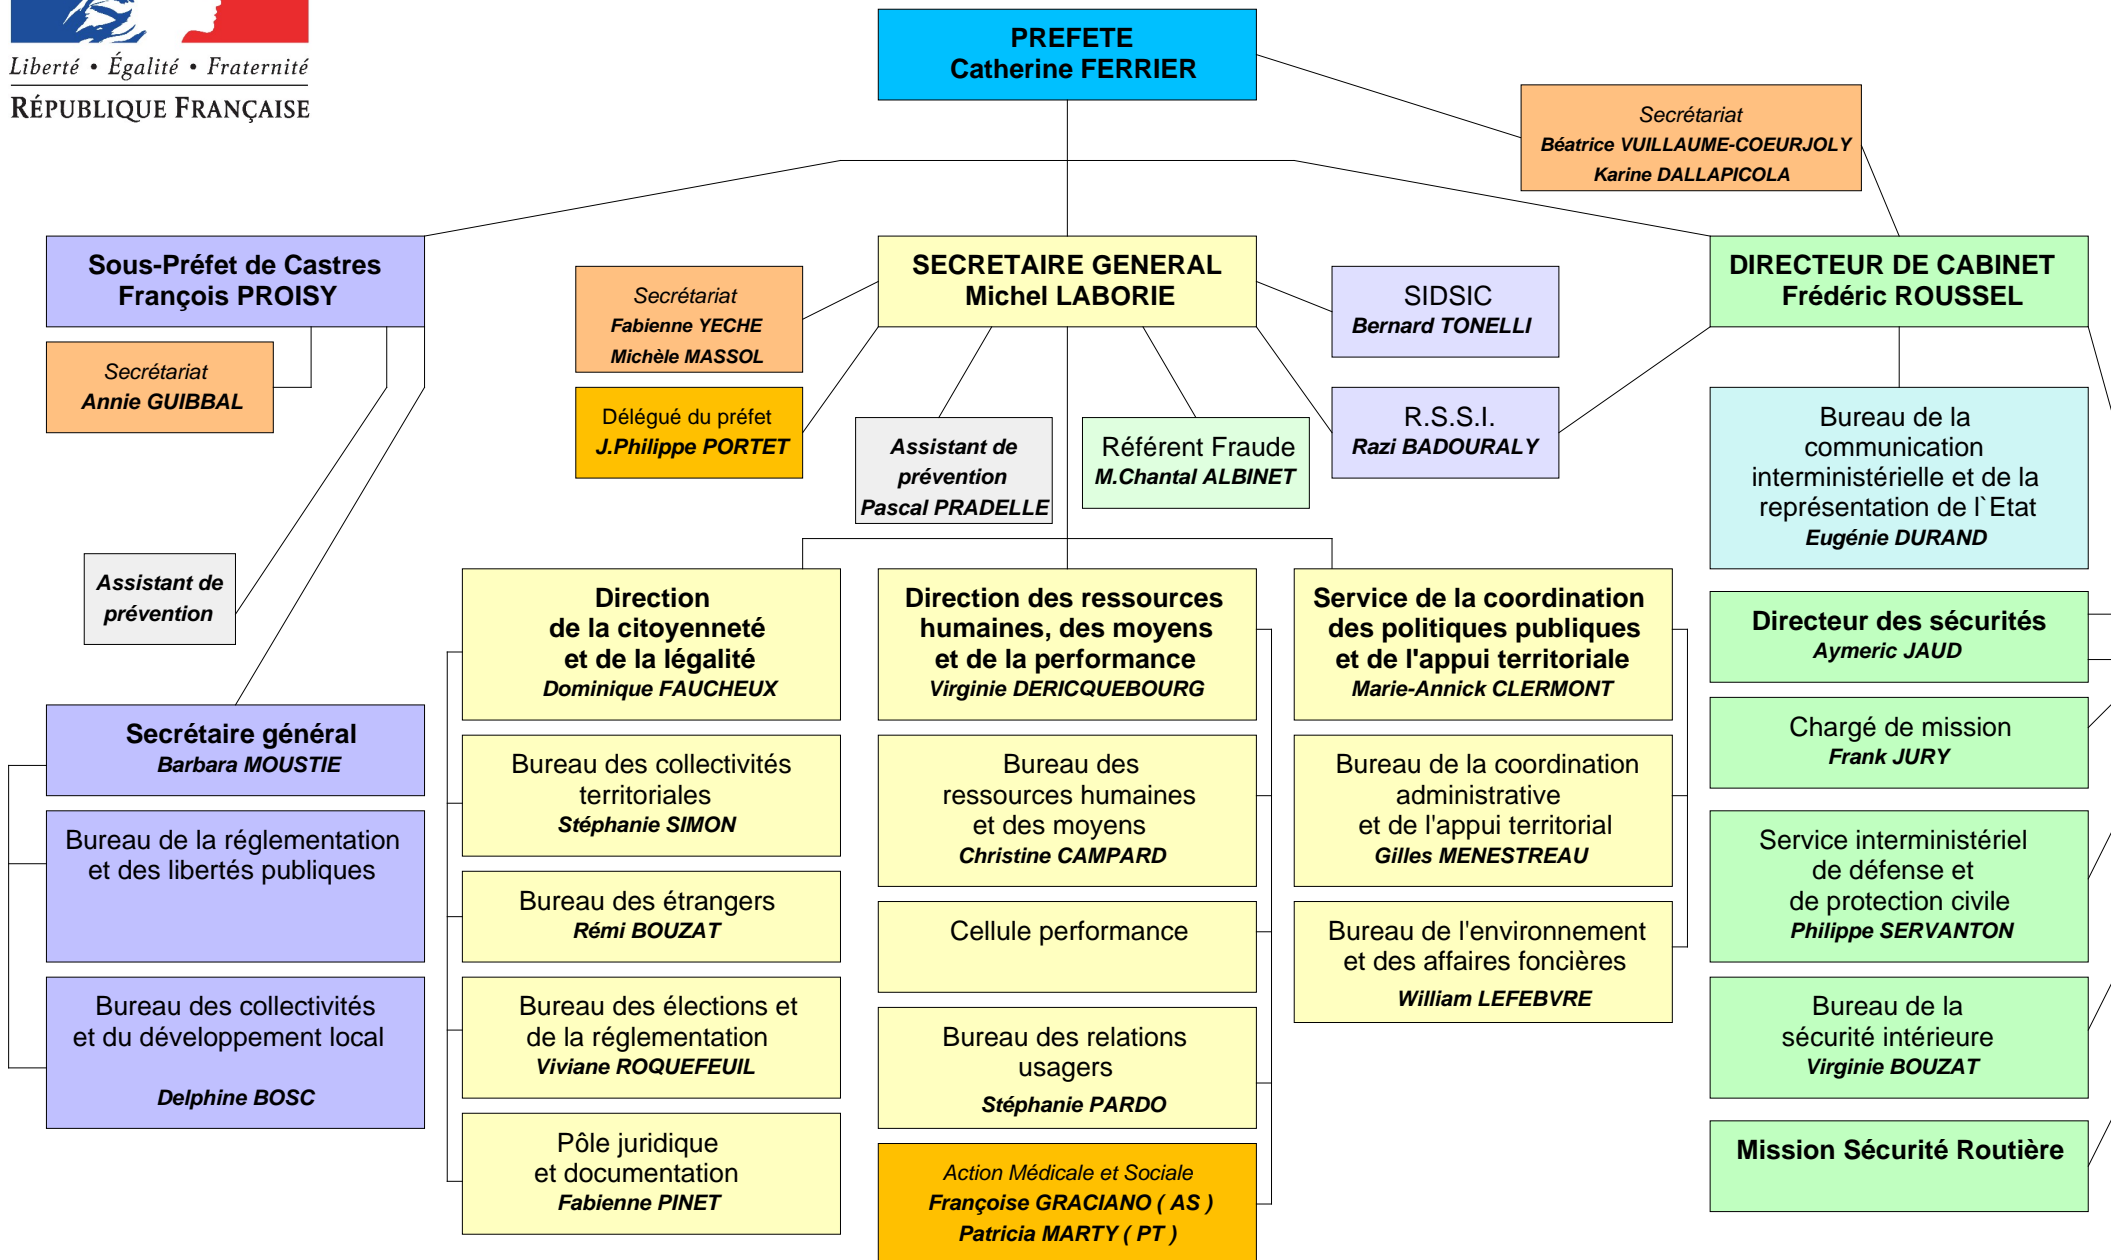 Liberté • Égalité • Fraternité
RÉPUBLIQUE FRANÇAISE
PREFETE
Catherine FERRIER
Secrétariat
Béatrice VUILLAUME-COEURJOLY
Karine DALLAPICOLA
Sous-Préfet de Castres
François PROISY
Secrétariat
Annie GUIBBAL
Assistant de
prévention
Secrétaire général
Barbara MOUSTIE
Bureau de la réglementation
et des libertés publiques
Bureau des collectivités
et du développement local
Delphine BOSC
SECRETAIRE GENERAL
Michel LABORIE
Secrétariat
Fabienne YECHE
Michèle MASSOL
Délégué du préfet
J.Philippe PORTET
Assistant de
prévention
Pascal PRADELLE
Référent Fraude
M.Chantal ALBINET
SIDSIC
Bernard TONELLI
R.S.S.I.
Razi BADOURALY
Direction
de la citoyenneté
et de la légalité
Dominique FAUCHEUX
Bureau des collectivités
territoriales
Stéphanie SIMON
Bureau des étrangers
Rémi BOUZAT
Bureau des élections et
de la réglementation
Viviane ROQUEFEUIL
Pôle juridique
et documentation
Fabienne PINET
Direction des ressources
humaines, des moyens
et de la performance
Virginie DERICQUEBOURG
Bureau des
ressources humaines
et des moyens
Christine CAMPARD
Cellule performance
Bureau des relations
usagers
Stéphanie PARDO
Action Médicale et Sociale
Françoise GRACIANO ( AS )
Patricia MARTY ( PT )
Service de la coordination
des politiques publiques
et de l'appui territoriale
Marie-Annick CLERMONT
Bureau de la coordination
administrative
et de l'appui territorial
Gilles MENESTREAU
Bureau de l'environnement
et des affaires foncières
William LEFEBVRE
DIRECTEUR DE CABINET
Frédéric ROUSSEL
Bureau de la
communication
interministérielle et de la
représentation de l`Etat
Eugénie DURAND
Directeur des sécurités
Aymeric JAUD
Chargé de mission
Frank JURY
Service interministériel
de défense et
de protection civile
Philippe SERVANTON
Bureau de la
sécurité intérieure
Virginie BOUZAT
Mission Sécurité Routière